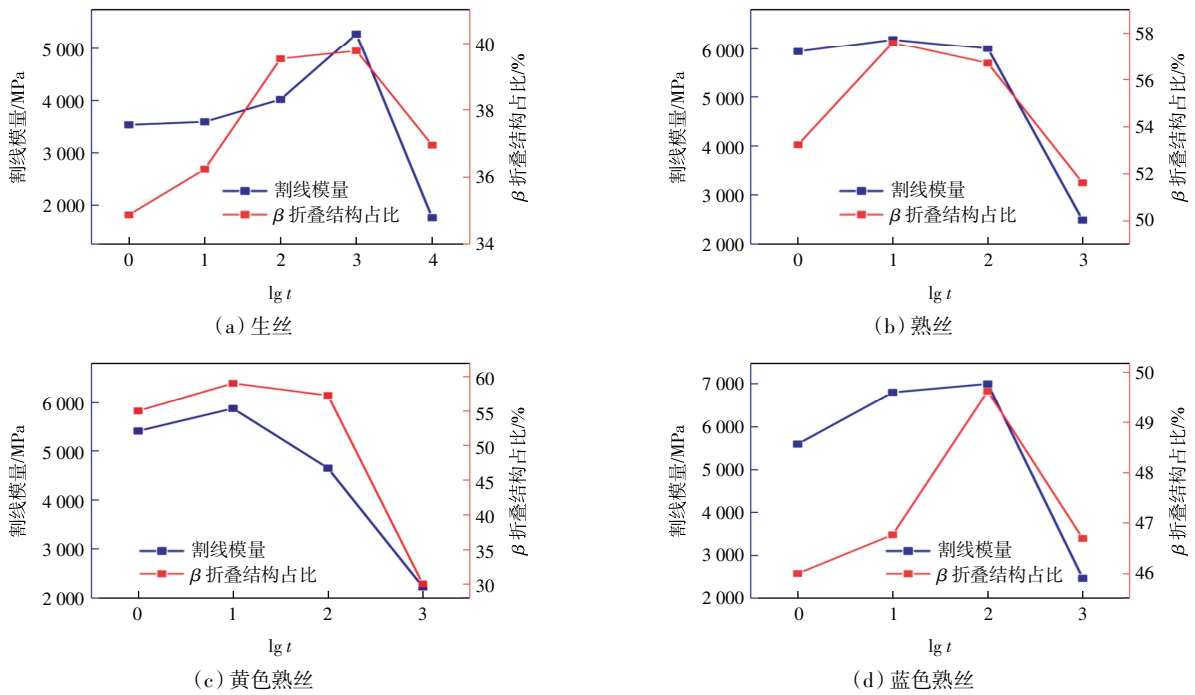 割线模量/MPa
5 000
4 000
3 000
2 000
40
38
36
34
β折叠结构占比/%
割线模量
β折叠结构占比
0 1 2 3 4
lg t
(a)生丝
割线模量/MPa
6 000
5 000
4 000
3 000
2 000
58
56
54
52
50
β折叠结构占比/%
割线模量
β折叠结构占比
0 1 2 3
lg t
(b)熟丝
割线模量/MPa
6 000
5 000
4 000
3 000
2 000
60
55
50
45
40
35
30
β折叠结构占比/%
割线模量
β折叠结构占比
0 1 2 3
lg t
(c)黄色熟丝
割线模量/MPa
7 000
6 000
5 000
4 000
3 000
2 000
50
49
48
47
46
β折叠结构占比/%
割线模量
β折叠结构占比
0 1 2 3
lg t
(d)蓝色熟丝